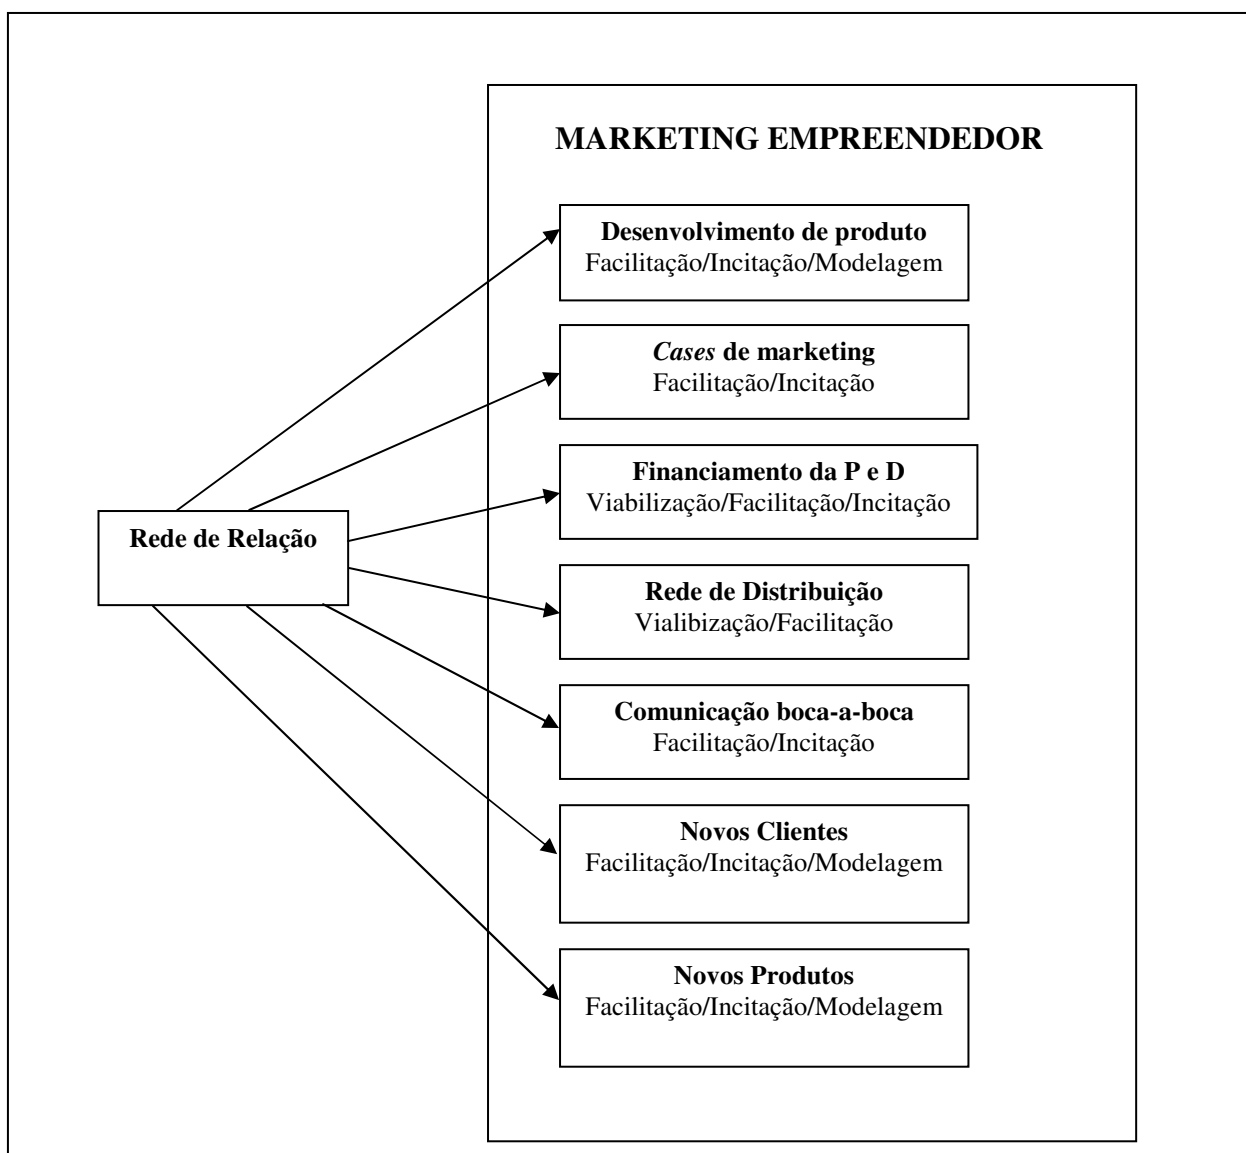 MARKETING EMPREENDEDOR
Desenvolvimento de produto
Facilitação/Incitação/Modelagem
Cases de marketing
Facilitação/Incitação
Financiamento da P e D
Viabilização/Facilitação/Incitação
Rede de Relação
Rede de Distribuição
Vialibização/Facilitação
Comunicação boca-a-boca
Facilitação/Incitação
Novos Clientes
Facilitação/Incitação/Modelagem
Novos Produtos
Facilitação/Incitação/Modelagem